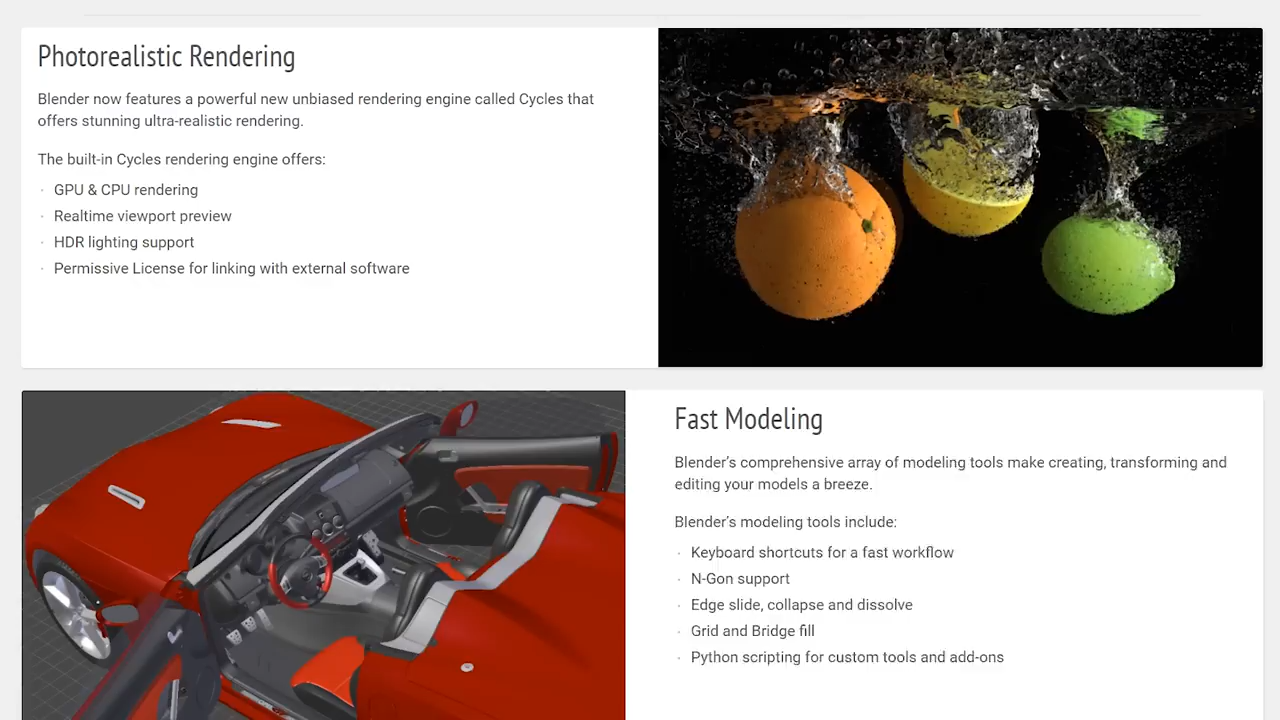 Photorealistic Rendering
Blender now features a powerful new unbiased rendering engine called Cycles that
offers stunning ultra-realistic rendering.
The built-in Cycles rendering engine offers:
· GPU & CPU rendering
· Realtime viewport preview
· HDR lighting support
· Permissive License for linking with external software
Fast Modeling
Blender’s comprehensive array of modeling tools make creating, transforming and
editing your models a breeze.
Blender’s modeling tools include:
· Keyboard shortcuts for a fast workflow
· N-Gon support
· Edge slide, collapse and dissolve
· Grid and Bridge fill
· Python scripting for custom tools and add-ons